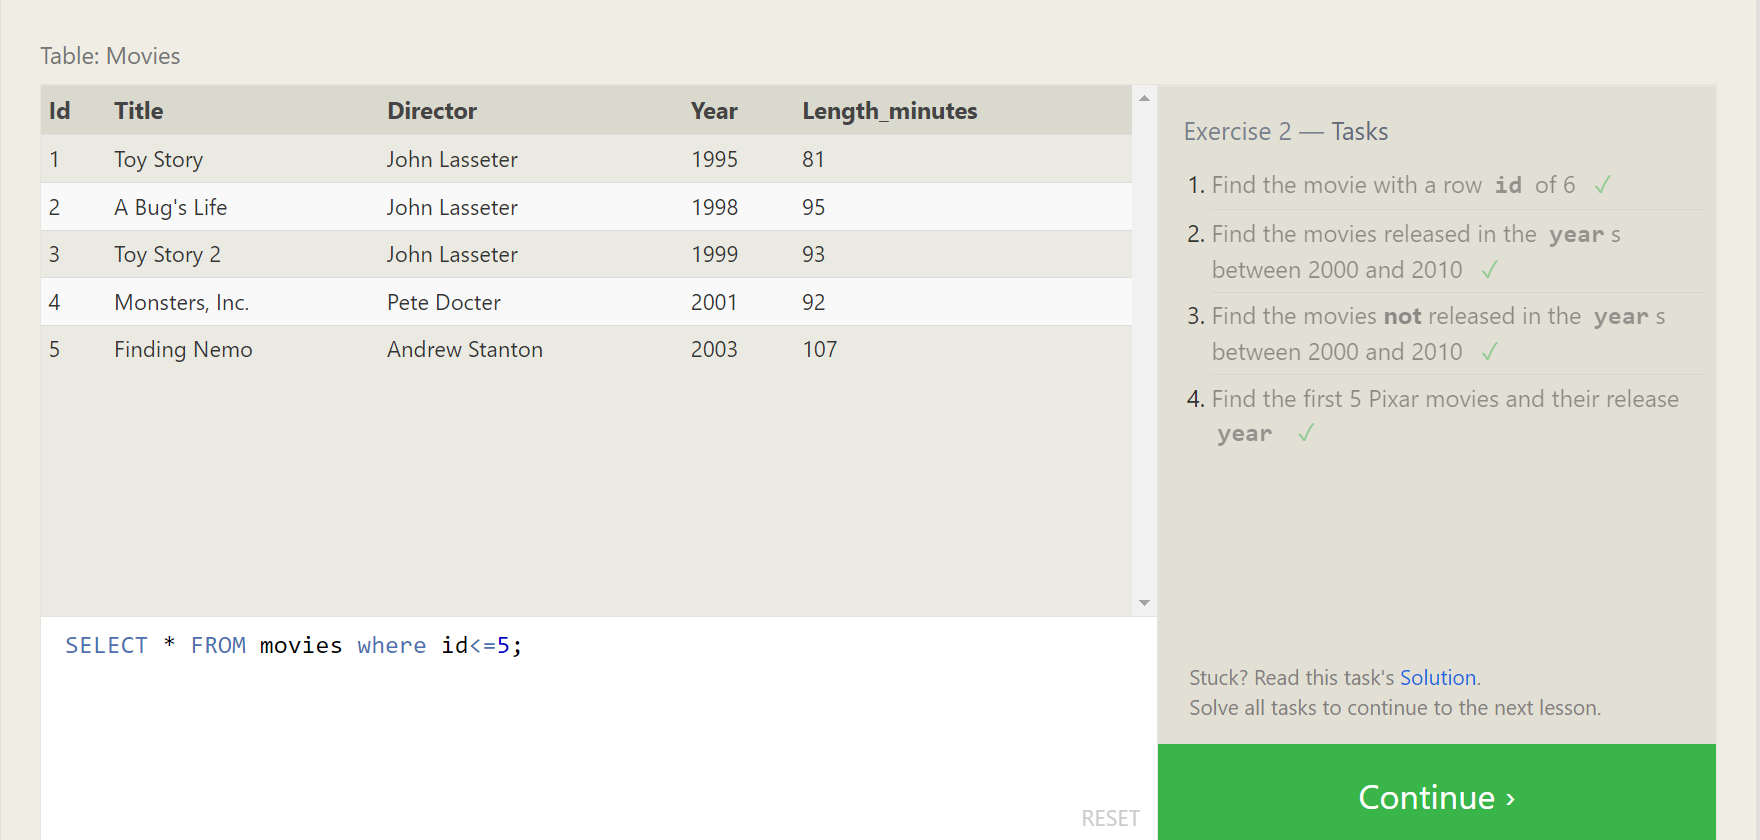 Table: Movies
Id Title Director Year Length_minutes
1 Toy Story John Lasseter 1995 81
2 A Bug's Life John Lasseter 1998 95
3 Toy Story 2 John Lasseter 1999 93
4 Monsters, Inc. Pete Docter 2001 92
5 Finding Nemo Andrew Stanton 2003 107
SELECT * FROM movies where id<=5;
RESET
Exercise 2 — Tasks
1. Find the movie with a row id of 6 ✓
2. Find the movies released in the year s
between 2000 and 2010 ✓
3. Find the movies not released in the year s
between 2000 and 2010 ✓
4. Find the first 5 Pixar movies and their release
year ✓
Stuck? Read this task's Solution.
Solve all tasks to continue to the next lesson.
Continue ›